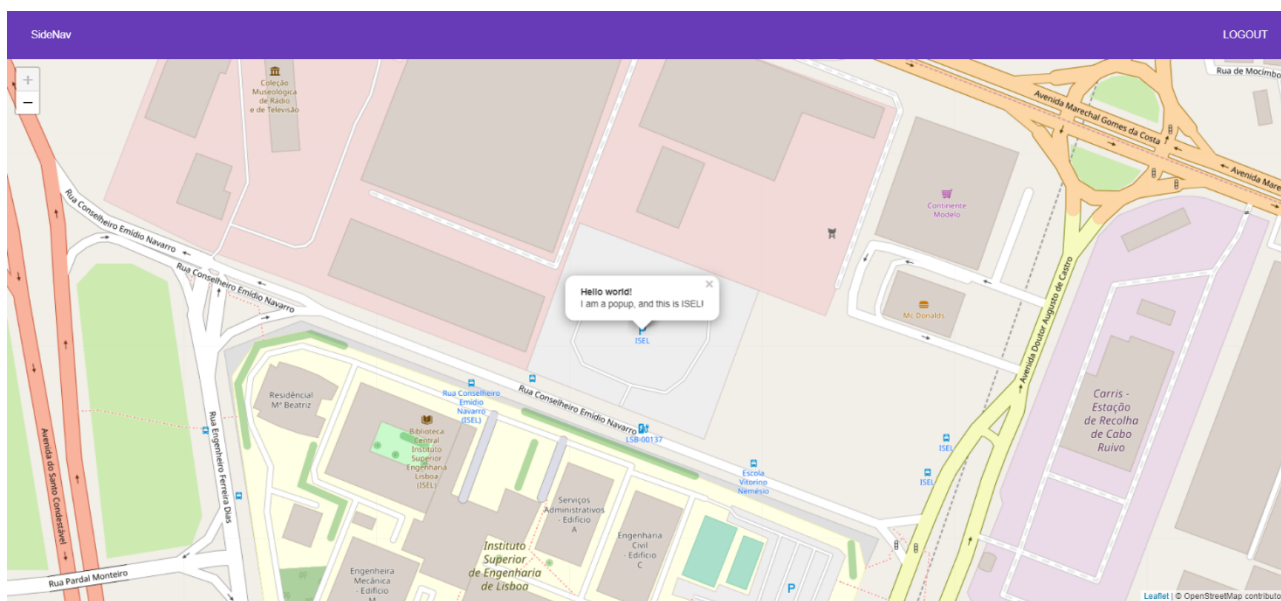 SideNav
LOGOUT
+
−
Coleção
Museológica
de Rádio
e de Televisão
Rua de Mocimbo
Avenida Marechal Gomes da Costa
Avenida Mare
Continente
Modelo
Rua Conselheiro Emídio Navarro
Rua Conselheiro Emídio Navarro
Hello world!
×
I am a popup, and this is ISEL!
ISEL
Mc Donalds
Avenida Doutor Augusto de Castro
Residêncial
Mª Beatriz
Rua Conselheiro
Emídio
Navarro
(ISEL)
Rua Conselheiro Emídio Navarro
Carris -
Estação
de Recolha
de Cabo
Ruivo
Biblioteca
Central
Instituto
Superior
Engenharia
Lisboa
(ISEL)
LSB-00137
ISEL
Escola
Vitorino
Nemésio
ISEL
Avenida do Santo Condestável
Rua Engenheiro Ferreira Dias
Serviços
Administrativos
- Edifício
A
Engenharia
Civil
- Edifício
C
Instituto
Superior
de Engenharia
de Lisboa
Engenheira
Mecânica
- Edifício
M
Rua Pardal Monteiro
P
Leaflet | © OpenStreetMap contributo